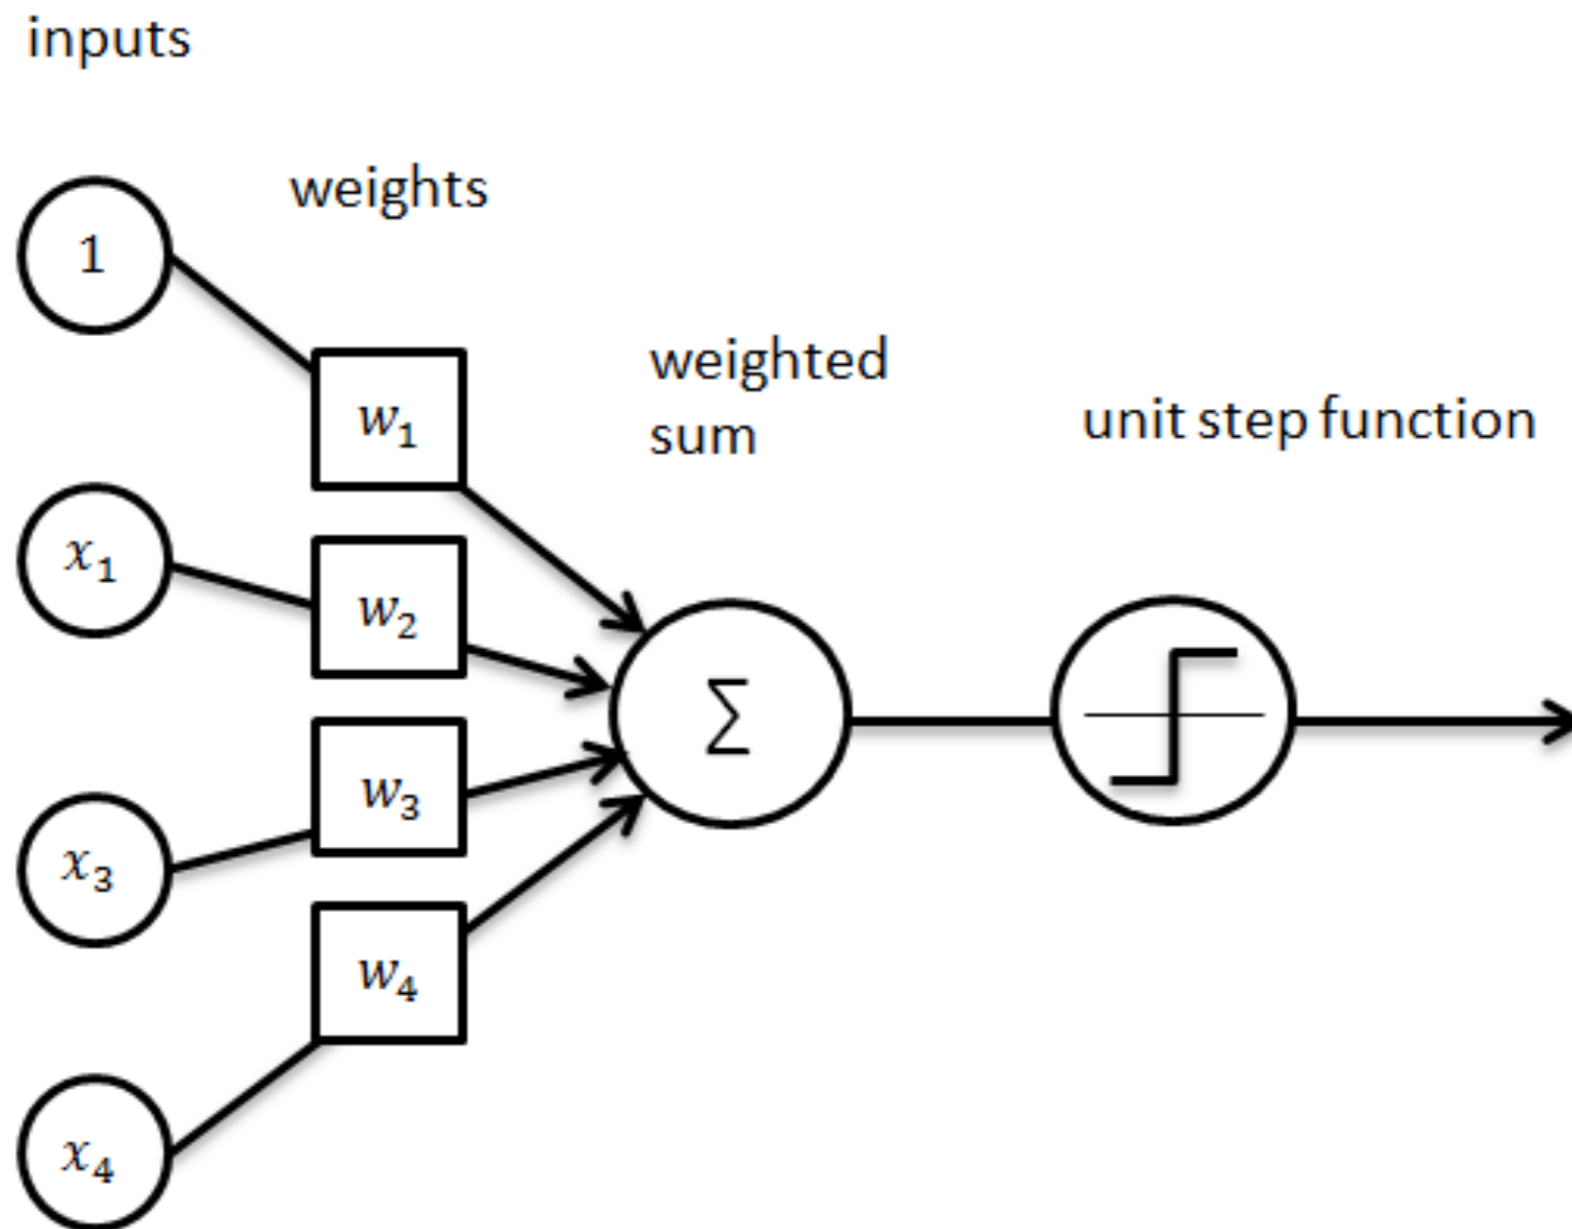 inputs
weights
1
w₁
weighted
sum
unit step function
x₁
w₂
∑
w₃
x₃
w₄
x₄